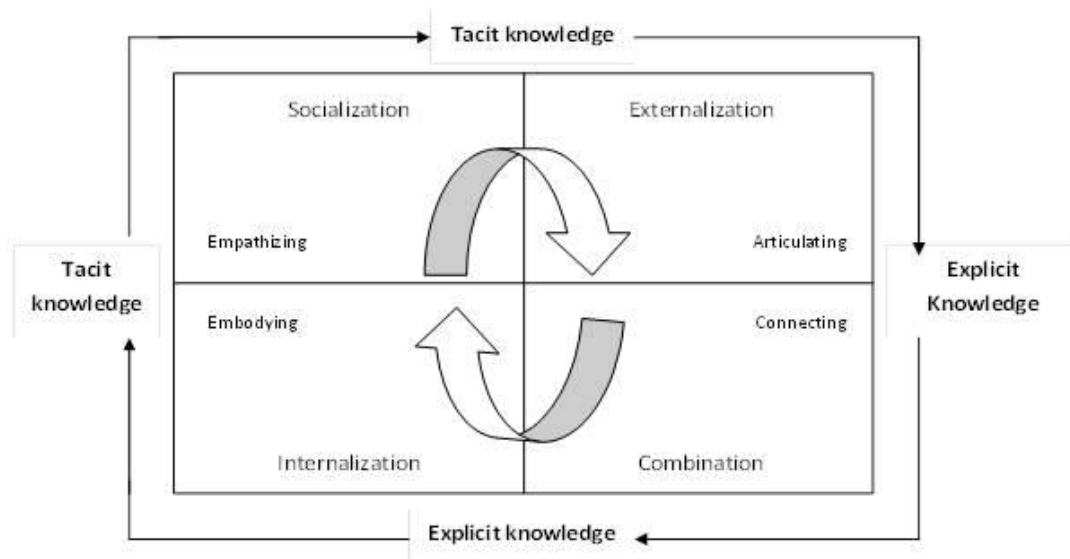 Tacit knowledge
Socialization
Externalization
Empathizing
Articulating
Tacit
knowledge
Explicit
Knowledge
Embodying
Connecting
Internalization
Combination
Explicit knowledge